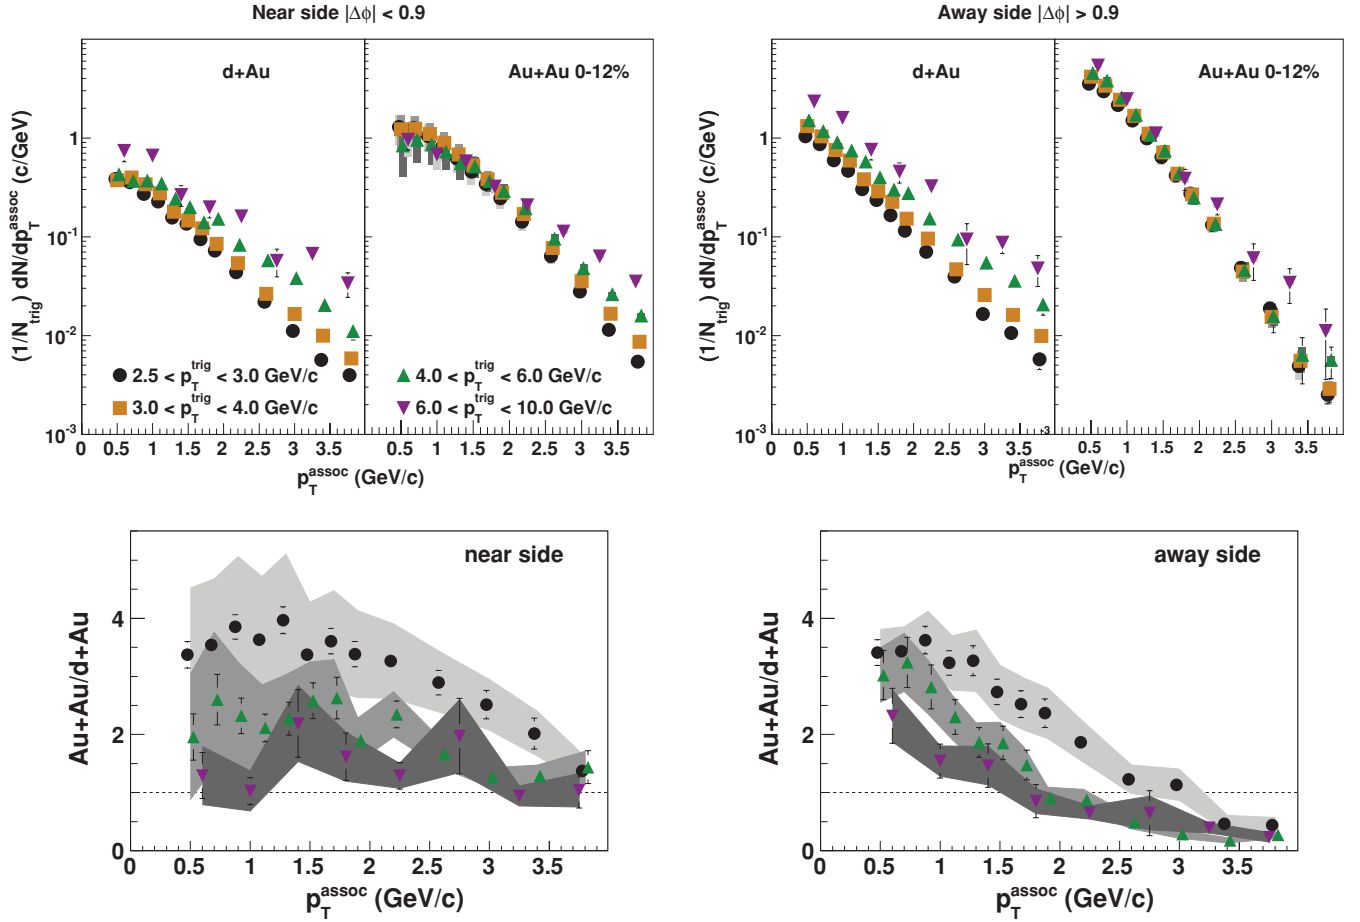 Near side |Δϕ| < 0.9
Away side |Δϕ| > 0.9
(1/N_trig) dN/dp_T^assoc (c/GeV)
d+Au
Au+Au 0-12%
1
10^-1
10^-2
10^-3
2.5 < p_T^trig < 3.0 GeV/c
3.0 < p_T^trig < 4.0 GeV/c
4.0 < p_T^trig < 6.0 GeV/c
6.0 < p_T^trig < 10.0 GeV/c
0 0.5 1 1.5 2 2.5 3 3.5
0.5 1 1.5 2 2.5 3 3.5
p_T^assoc (GeV/c)
(1/N_trig) dN/dp_T^assoc (c/GeV)
d+Au
Au+Au 0-12%
1
10^-1
10^-2
10^-3
0 0.5 1 1.5 2 2.5 3 3.5 -3
0.5 1 1.5 2 2.5 3 3.5
p_T^assoc (GeV/c)
Au+Au/d+Au
near side
4
2
0
0 0.5 1 1.5 2 2.5 3 3.5
p_T^assoc (GeV/c)
Au+Au/d+Au
away side
4
2
0
0 0.5 1 1.5 2 2.5 3 3.5
p_T^assoc (GeV/c)